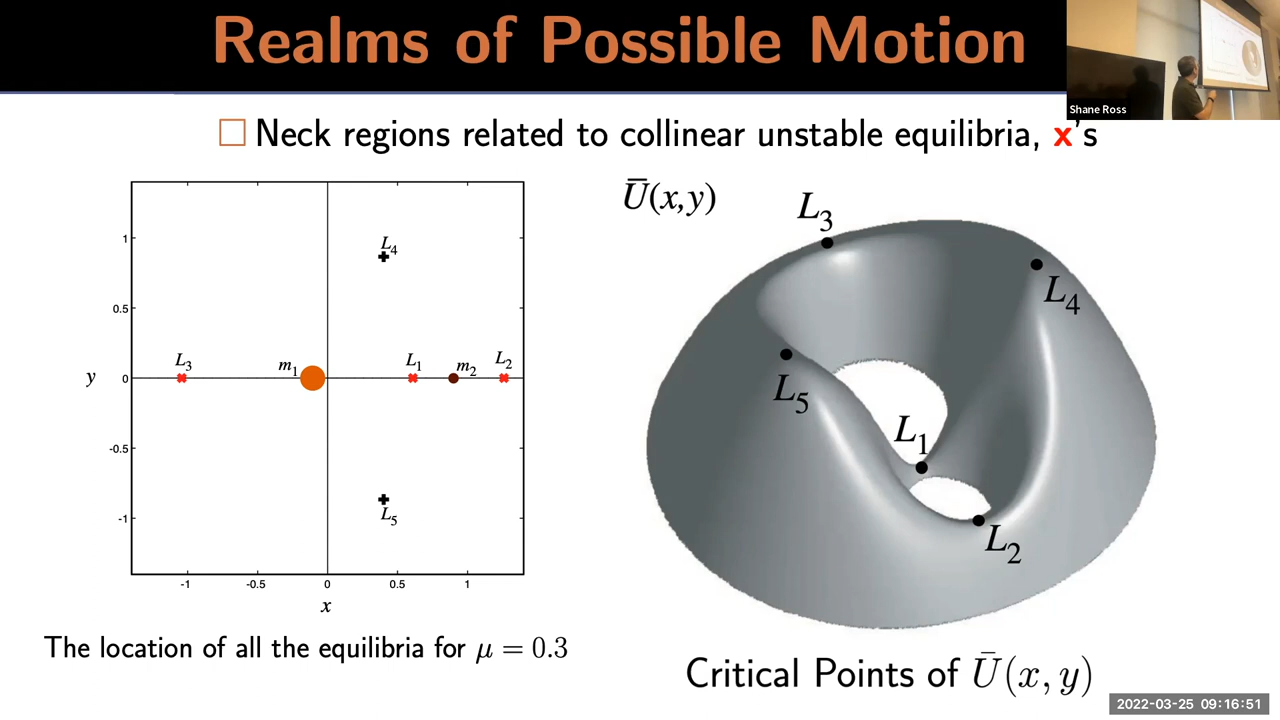 Realms of Possible Motion
Shane Ross
□ Neck regions related to collinear unstable equilibria, x's
Ū(x,y)
L3
L4
L5
L1
L2
L4
L3
m1
L1
m2
L2
L5
1
0.5
0
-0.5
-1
y
-1
-0.5
0
0.5
1
x
The location of all the equilibria for μ = 0.3
Critical Points of Ū(x, y)
2022-03-25 09:16:51